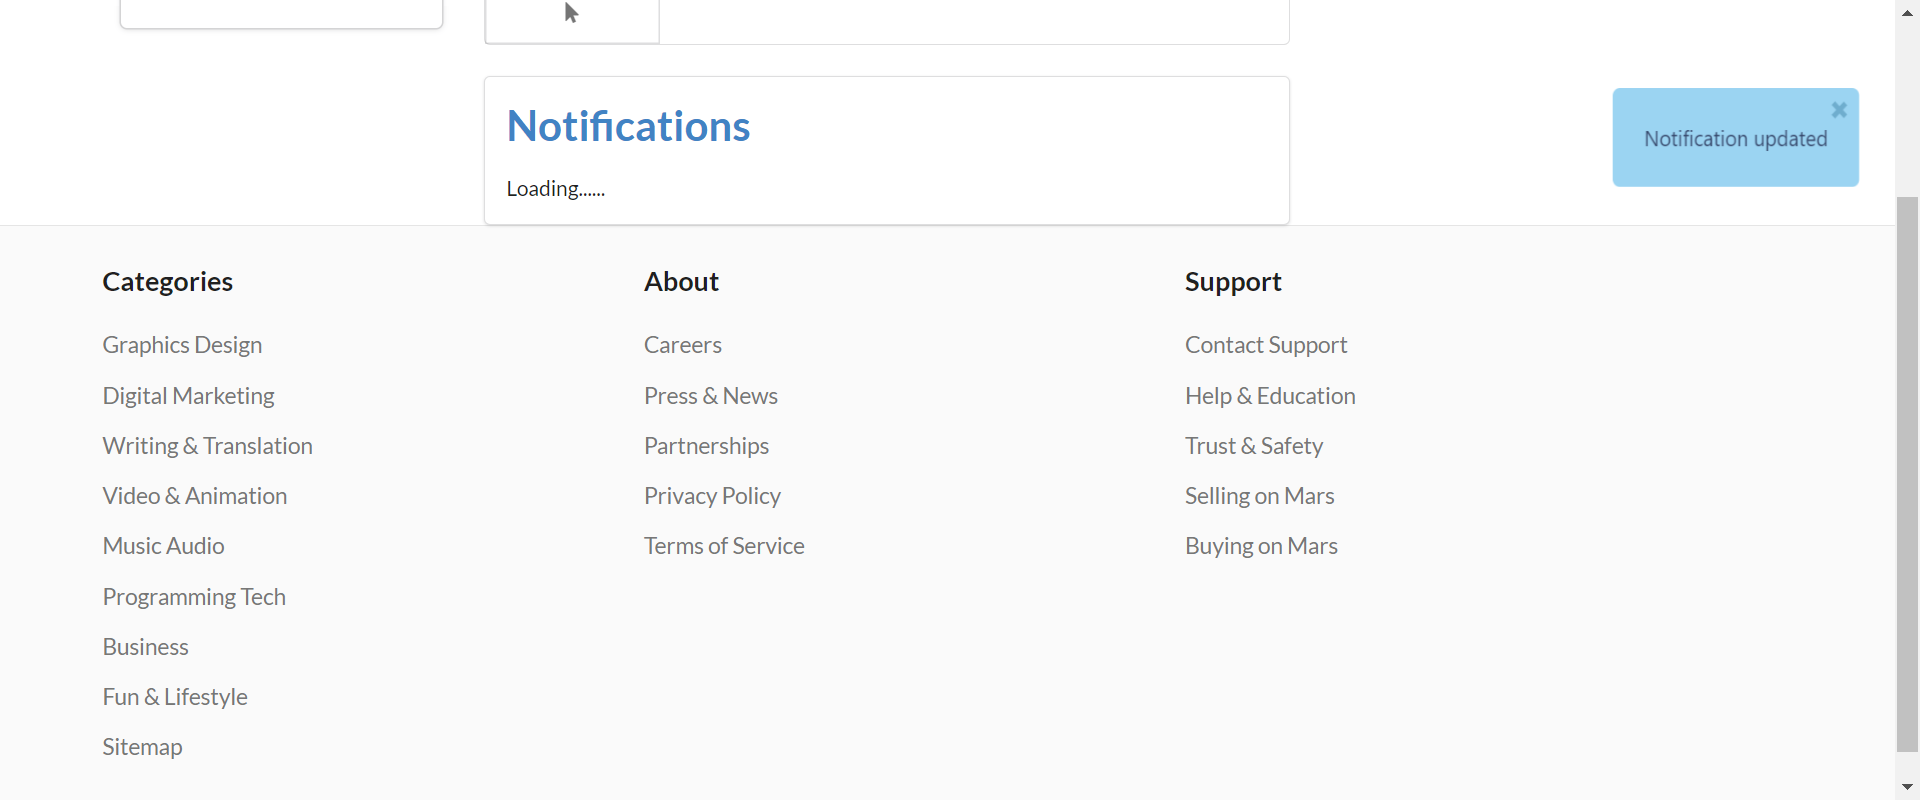 Notifications
Loading......
Notification updated
Categories
Graphics Design
Digital Marketing
Writing & Translation
Video & Animation
Music Audio
Programming Tech
Business
Fun & Lifestyle
Sitemap
About
Careers
Press & News
Partnerships
Privacy Policy
Terms of Service
Support
Contact Support
Help & Education
Trust & Safety
Selling on Mars
Buying on Mars